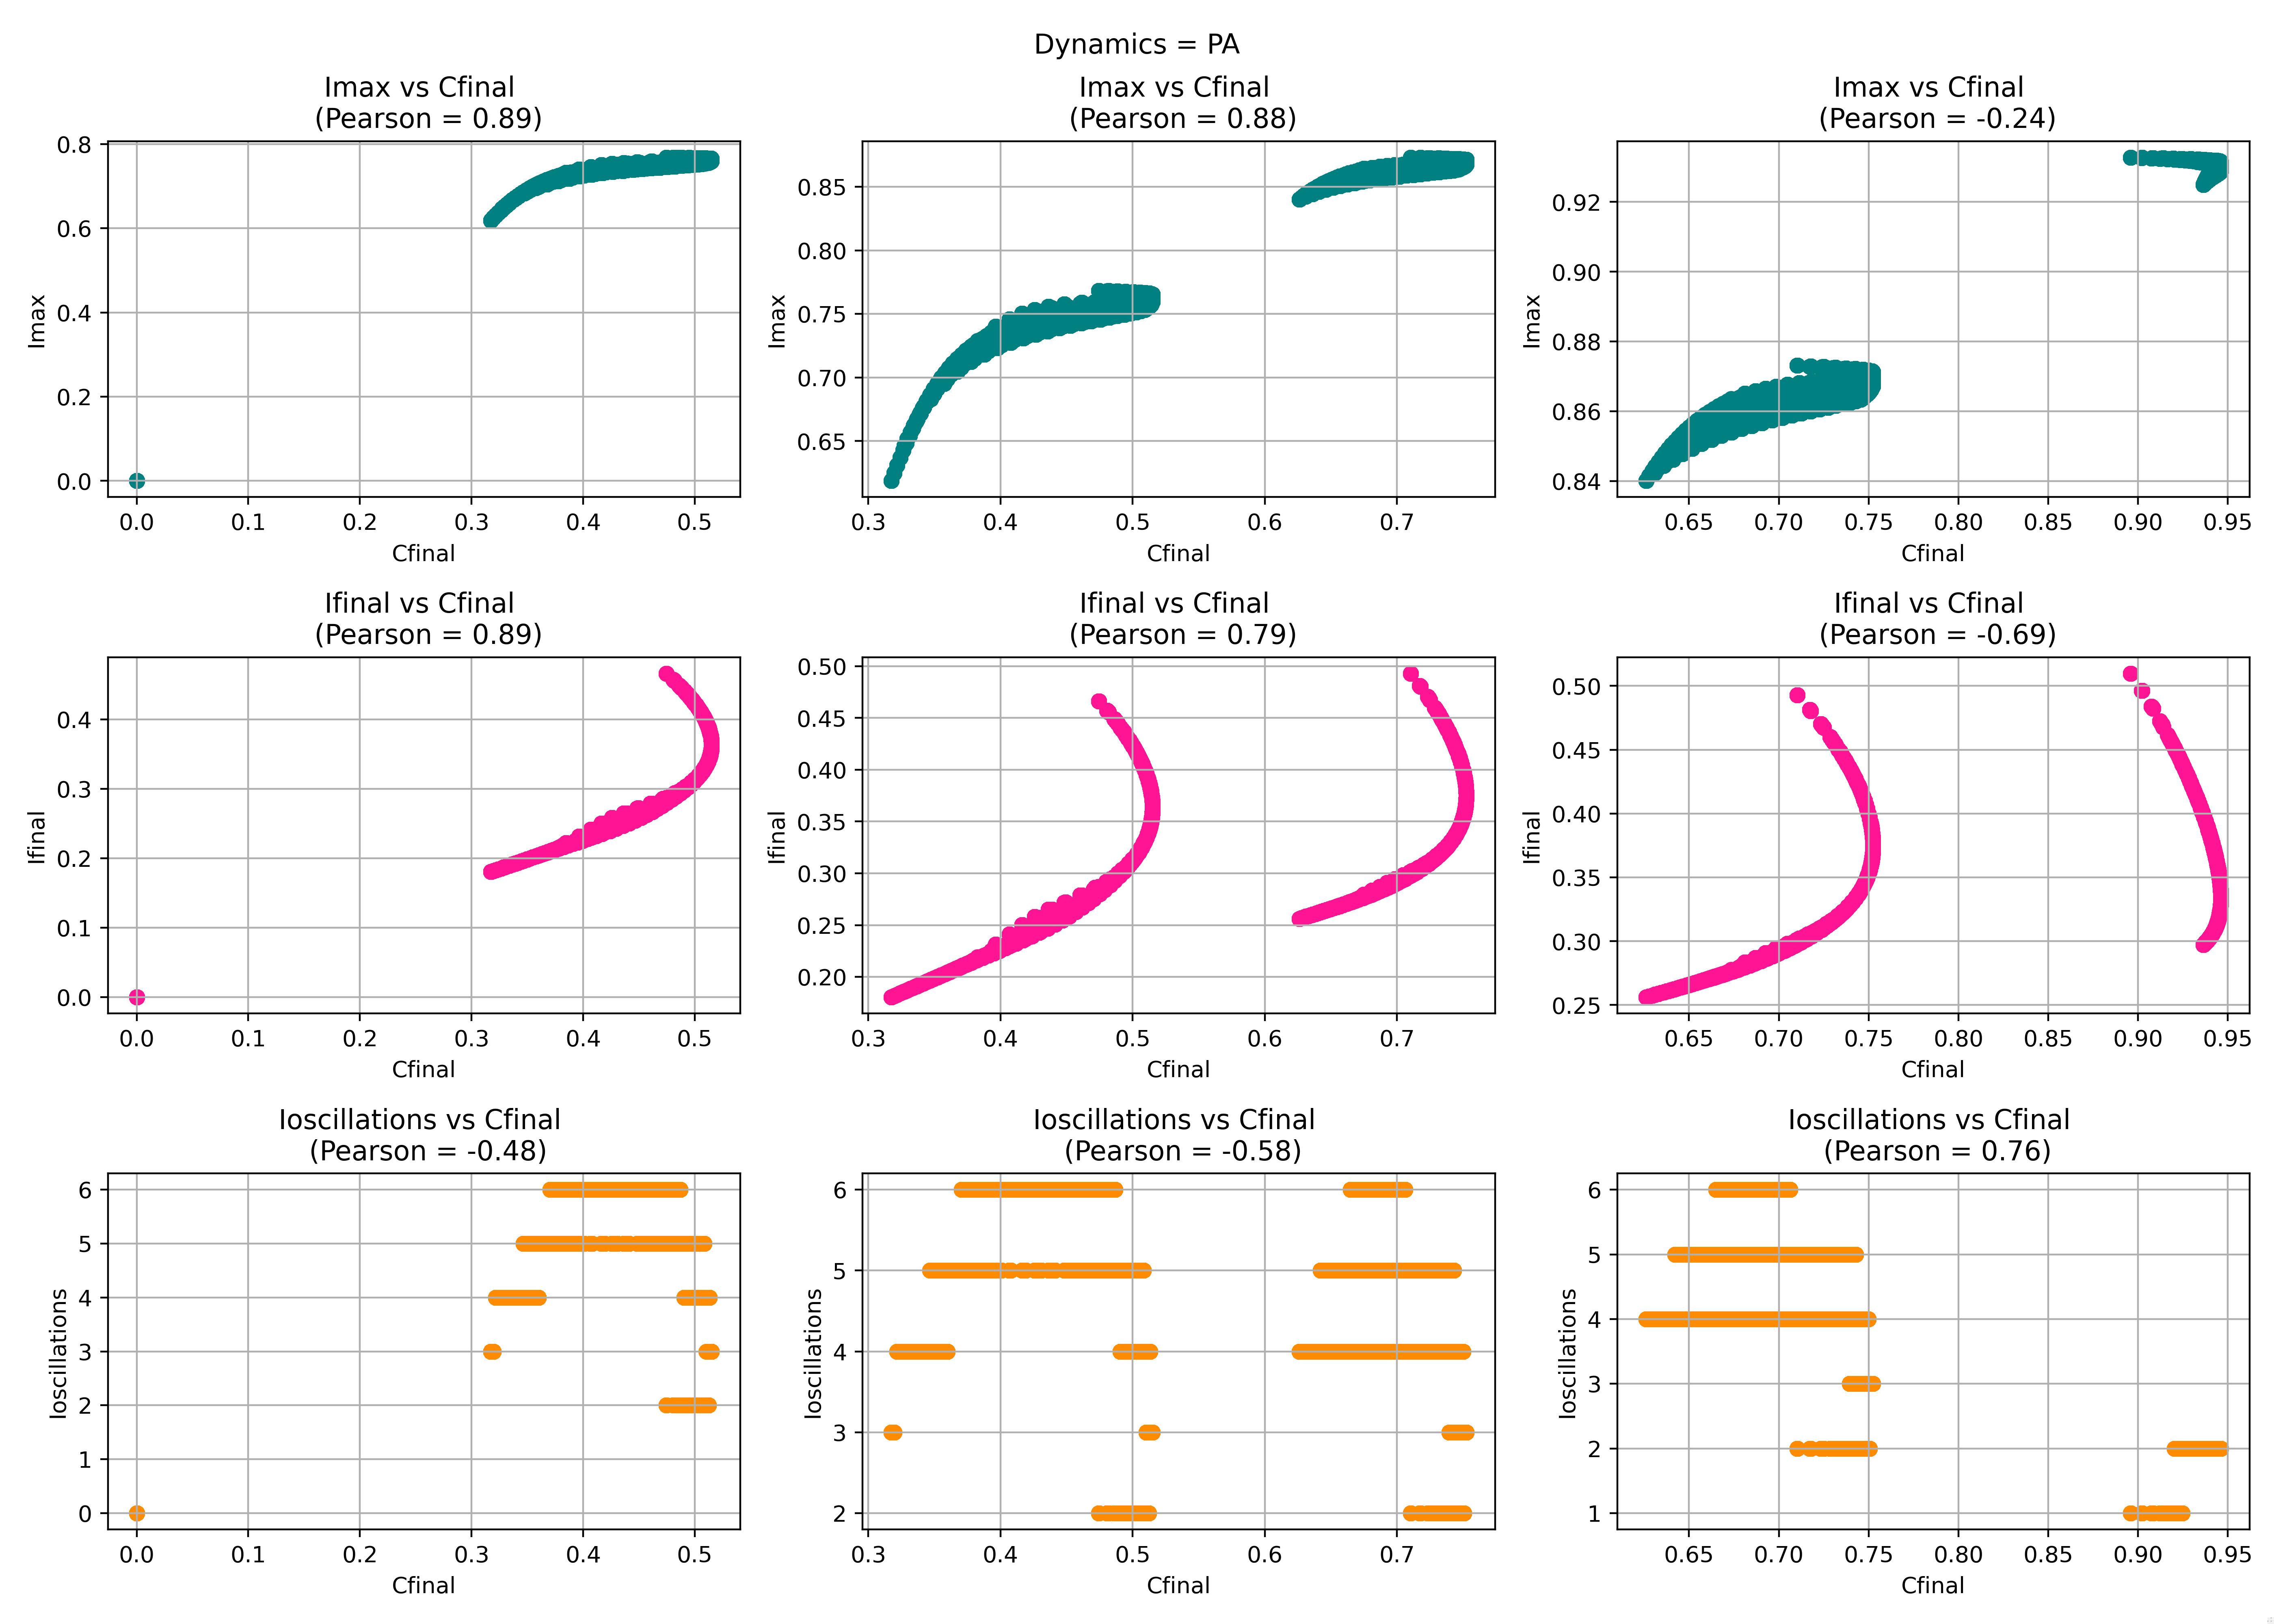 Dynamics = PA
Imax vs Cfinal
(Pearson = 0.89)
Imax
0.8
0.6
0.4
0.2
0.0
0.0 0.1 0.2 0.3 0.4 0.5
Cfinal
Imax vs Cfinal
(Pearson = 0.88)
Imax
0.85
0.80
0.75
0.70
0.65
0.3 0.4 0.5 0.6 0.7
Cfinal
Imax vs Cfinal
(Pearson = -0.24)
Imax
0.92
0.90
0.88
0.86
0.84
0.65 0.70 0.75 0.80 0.85 0.90 0.95
Cfinal
Ifinal vs Cfinal
(Pearson = 0.89)
Ifinal
0.4
0.3
0.2
0.1
0.0
0.0 0.1 0.2 0.3 0.4 0.5
Cfinal
Ifinal vs Cfinal
(Pearson = 0.79)
Ifinal
0.50
0.45
0.40
0.35
0.30
0.25
0.20
0.3 0.4 0.5 0.6 0.7
Cfinal
Ifinal vs Cfinal
(Pearson = -0.69)
Ifinal
0.50
0.45
0.40
0.35
0.30
0.25
0.65 0.70 0.75 0.80 0.85 0.90 0.95
Cfinal
Ioscillations vs Cfinal
(Pearson = -0.48)
Ioscillations
6
5
4
3
2
1
0
0.0 0.1 0.2 0.3 0.4 0.5
Cfinal
Ioscillations vs Cfinal
(Pearson = -0.58)
Ioscillations
6
5
4
3
2
0.3 0.4 0.5 0.6 0.7
Cfinal
Ioscillations vs Cfinal
(Pearson = 0.76)
Ioscillations
6
5
4
3
2
1
0.65 0.70 0.75 0.80 0.85 0.90 0.95
Cfinal